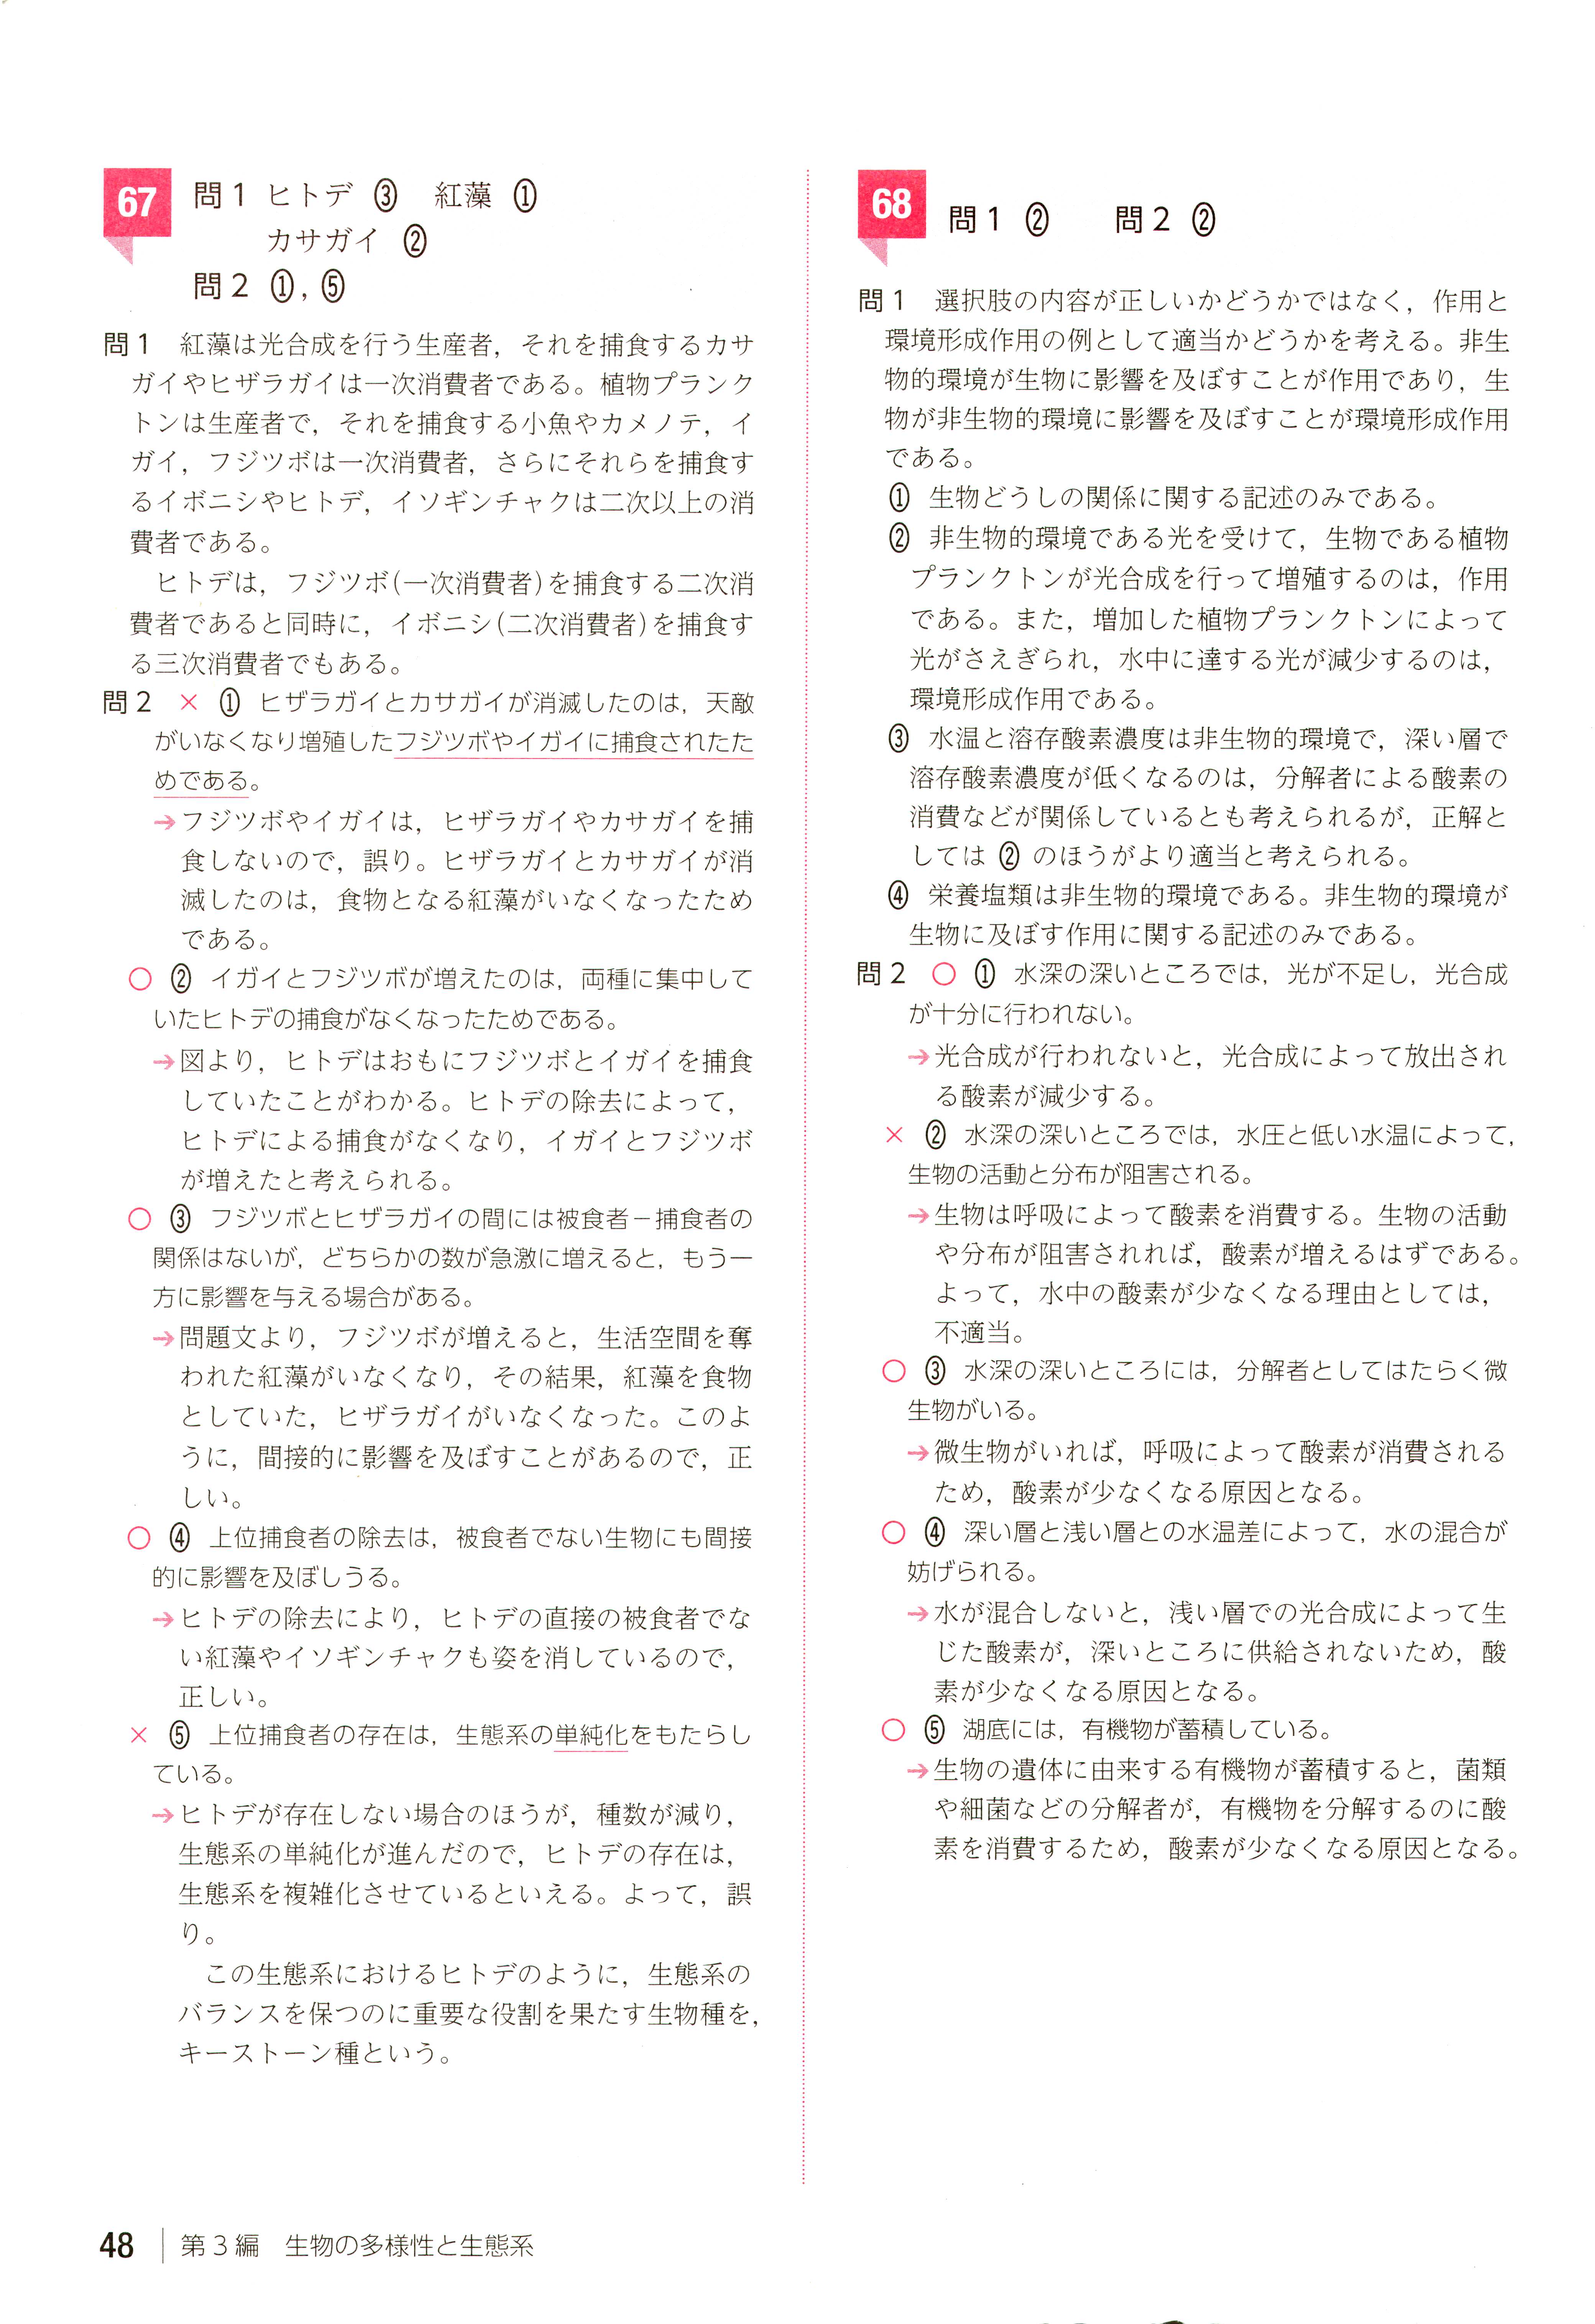 67 問1 ヒトデ ③ 紅藻 ①
カサガイ ②
問2 ①，⑤
問1 紅藻は光合成を行う生産者，それを捕食するカサ
ガイやヒザラガイは一次消費者である。植物プランク
トンは生産者で，それを捕食する小魚やカメノテ，イ
ガイ，フジツボは一次消費者，さらにそれらを捕食す
るイボニシやヒトデ，イソギンチャクは二次以上の消
費者である。
ヒトデは，フジツボ(一次消費者)を捕食する二次消
費者であると同時に，イボニシ(二次消費者)を捕食す
る三次消費者でもある。
問2 × ① ヒザラガイとカサガイが消滅したのは，天敵
がいなくなり増殖したフジツボやイガイに捕食されたた
めである。
→フジツボやイガイは，ヒザラガイやカサガイを捕
食しないので，誤り。ヒザラガイとカサガイが消
滅したのは，食物となる紅藻がいなくなったため
である。
○ ② イガイとフジツボが増えたのは，両種に集中して
いたヒトデの捕食がなくなったためである。
→図より，ヒトデはおもにフジツボとイガイを捕食
していたことがわかる。ヒトデの除去によって，
ヒトデによる捕食がなくなり，イガイとフジツボ
が増えたと考えられる。
○ ③ フジツボとヒザラガイの間には被食者－捕食者の
関係はないが，どちらかの数が急激に増えると，もう一
方に影響を与える場合がある。
→問題文より，フジツボが増えると，生活空間を奪
われた紅藻がいなくなり，その結果，紅藻を食物
としていた，ヒザラガイがいなくなった。このよ
うに，間接的に影響を及ぼすことがあるので，正
しい。
○ ④ 上位捕食者の除去は，被食者でない生物にも間接
的に影響を及ぼしうる。
→ヒトデの除去により，ヒトデの直接の被食者でな
い紅藻やイソギンチャクも姿を消しているので，
正しい。
× ⑤ 上位捕食者の存在は，生態系の単純化をもたらし
ている。
→ヒトデが存在しない場合のほうが，種数が減り，
生態系の単純化が進んだので，ヒトデの存在は，
生態系を複雑化させているといえる。よって，誤
り。
この生態系におけるヒトデのように，生態系の
バランスを保つのに重要な役割を果たす生物種を，
キーストーン種という。
68 問1 ② 問2 ②
問1 選択肢の内容が正しいかどうかではなく，作用と
環境形成作用の例として適当かどうかを考える。非生
物的環境が生物に影響を及ぼすことが作用であり，生
物が非生物的環境に影響を及ぼすことが環境形成作用
である。
① 生物どうしの関係に関する記述のみである。
② 非生物的環境である光を受けて，生物である植物
プランクトンが光合成を行って増殖するのは，作用
である。また，増加した植物プランクトンによって
光がさえぎられ，水中に達する光が減少するのは，
環境形成作用である。
③ 水温と溶存酸素濃度は非生物的環境で，深い層で
溶存酸素濃度が低くなるのは，分解者による酸素の
消費などが関係しているとも考えられるが，正解と
しては ② のほうがより適当と考えられる。
④ 栄養塩類は非生物的環境である。非生物的環境が
生物に及ぼす作用に関する記述のみである。
問2 ○ ① 水深の深いところでは，光が不足し，光合成
が十分に行われない。
→光合成が行われないと，光合成によって放出され
る酸素が減少する。
× ② 水深の深いところでは，水圧と低い水温によって，
生物の活動と分布が阻害される。
→生物は呼吸によって酸素を消費する。生物の活動
や分布が阻害されれば，酸素が増えるはずである。
よって，水中の酸素が少なくなる理由としては，
不適当。
○ ③ 水深の深いところには，分解者としてはたらく微
生物がいる。
→微生物がいれば，呼吸によって酸素が消費される
ため，酸素が少なくなる原因となる。
○ ④ 深い層と浅い層との水温差によって，水の混合が
妨げられる。
→水が混合しないと，浅い層での光合成によって生
じた酸素が，深いところに供給されないため，酸
素が少なくなる原因となる。
○ ⑤ 湖底には，有機物が蓄積している。
→生物の遺体に由来する有機物が蓄積すると，菌類
や細菌などの分解者が，有機物を分解するのに酸
素を消費するため，酸素が少なくなる原因となる。
48 第3編 生物の多様性と生態系